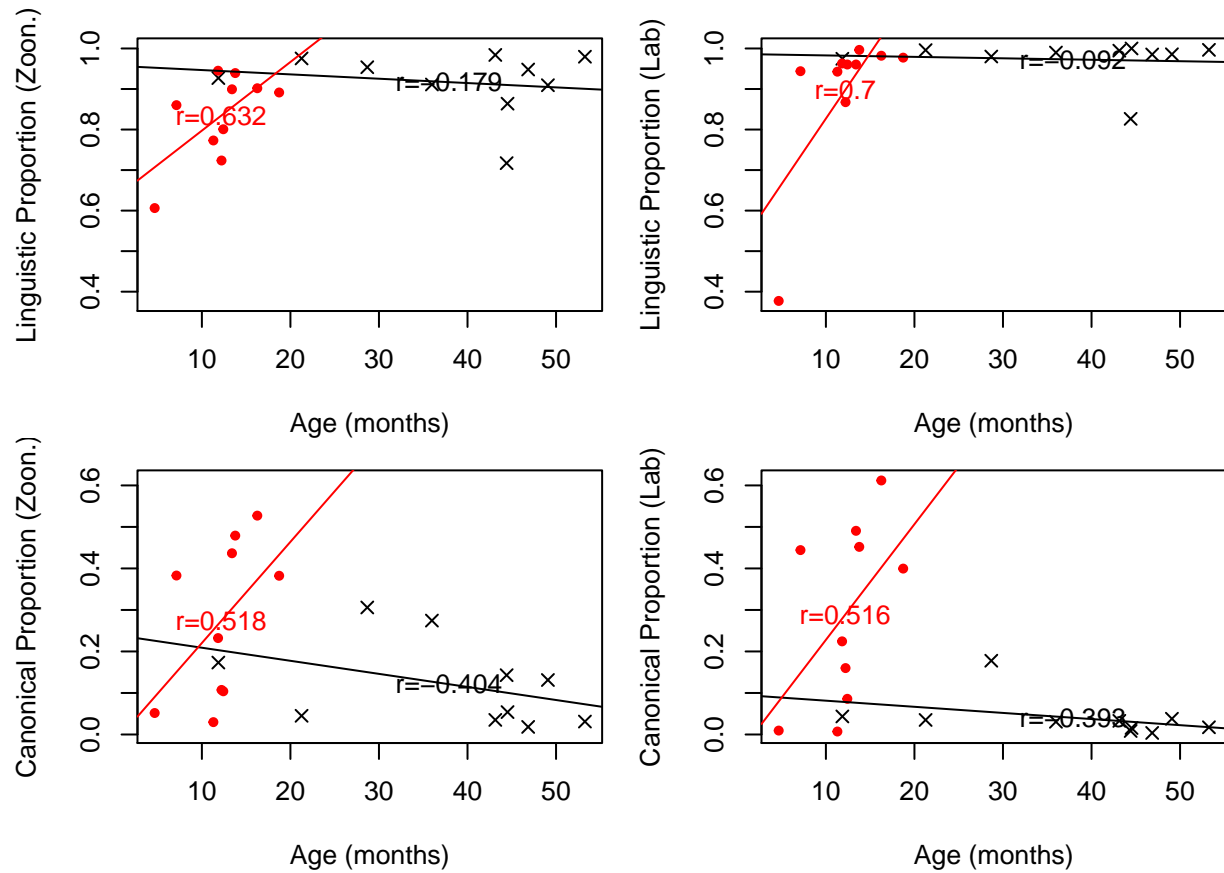 Linguistic Proportion (Zoon.)
0.4 0.6 0.8 1.0
r=0.632
r=−0.179
10 20 30 40 50
Age (months)
Linguistic Proportion (Lab)
0.4 0.6 0.8 1.0
r=0.7
r=−0.092
10 20 30 40 50
Age (months)
Canonical Proportion (Zoon.)
0.0 0.2 0.4 0.6
r=0.518
r=−0.404
10 20 30 40 50
Age (months)
Canonical Proportion (Lab)
0.0 0.2 0.4 0.6
r=0.516
r=−0.393
10 20 30 40 50
Age (months)